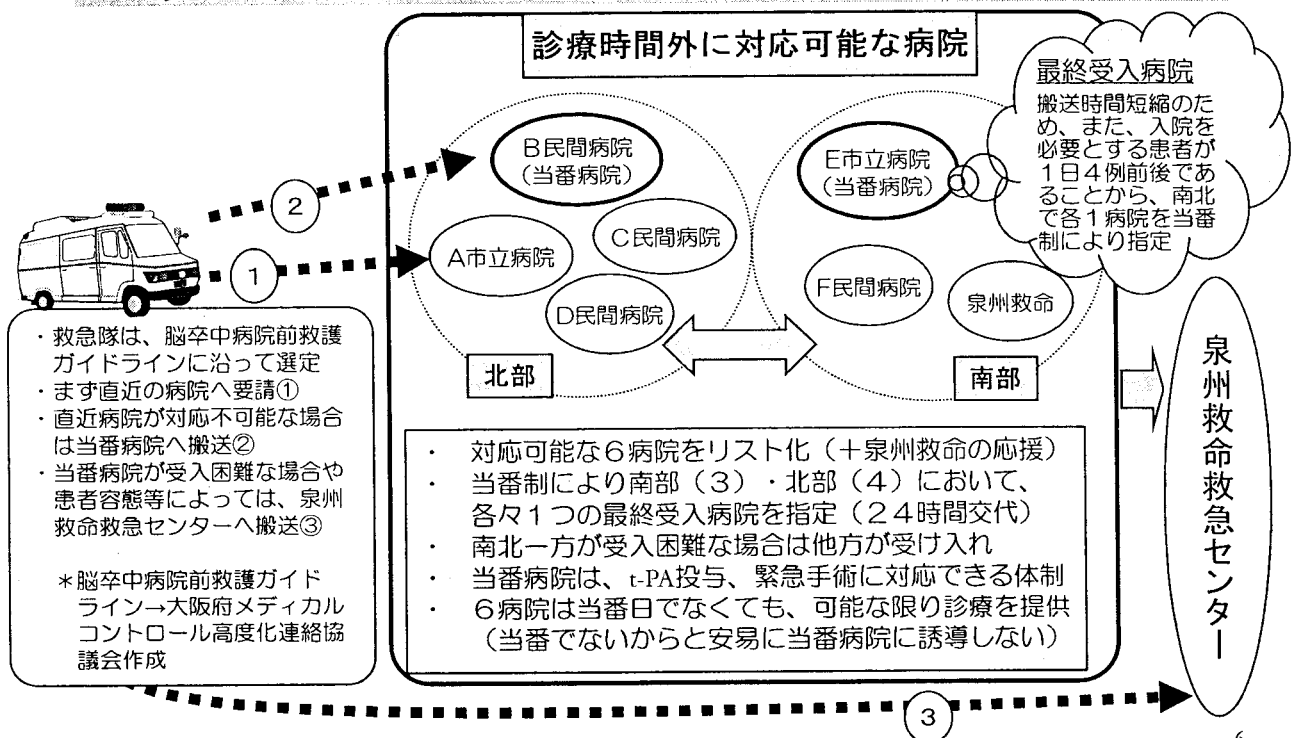 診療時間外に対応可能な病院
最終受入病院
搬送時間短縮のた
め、また、入院を
必要とする患者が
1日4例前後であ
ることから、南北
で各1病院を当番
制により指定
B民間病院
(当番病院)
E市立病院
(当番病院)
②
C民間病院
A市立病院
①
F民間病院
泉州救命
D民間病院
北部
南部
・救急隊は、脳卒中病院前救護
ガイドラインに沿って選定
・まず直近の病院へ要請①
・直近病院が対応不可能な場合
は当番病院へ搬送②
・当番病院が受入困難な場合や
患者容態等によっては、泉州
救命救急センターへ搬送③
*脳卒中病院前救護ガイド
ライン→大阪府メディカル
コントロール高度化連絡協
議会作成
・対応可能な6病院をリスト化(+泉州救命の応援)
・当番制により南部(3)・北部(4)において、
各々1つの最終受入病院を指定(24時間交代)
・南北一方が受入困難な場合は他方が受け入れ
・当番病院は、t-PA投与、緊急手術に対応できる体制
・6病院は当番日でなくても、可能な限り診療を提供
(当番でないからと安易に当番病院に誘導しない)
泉州救命救急センター
③
6